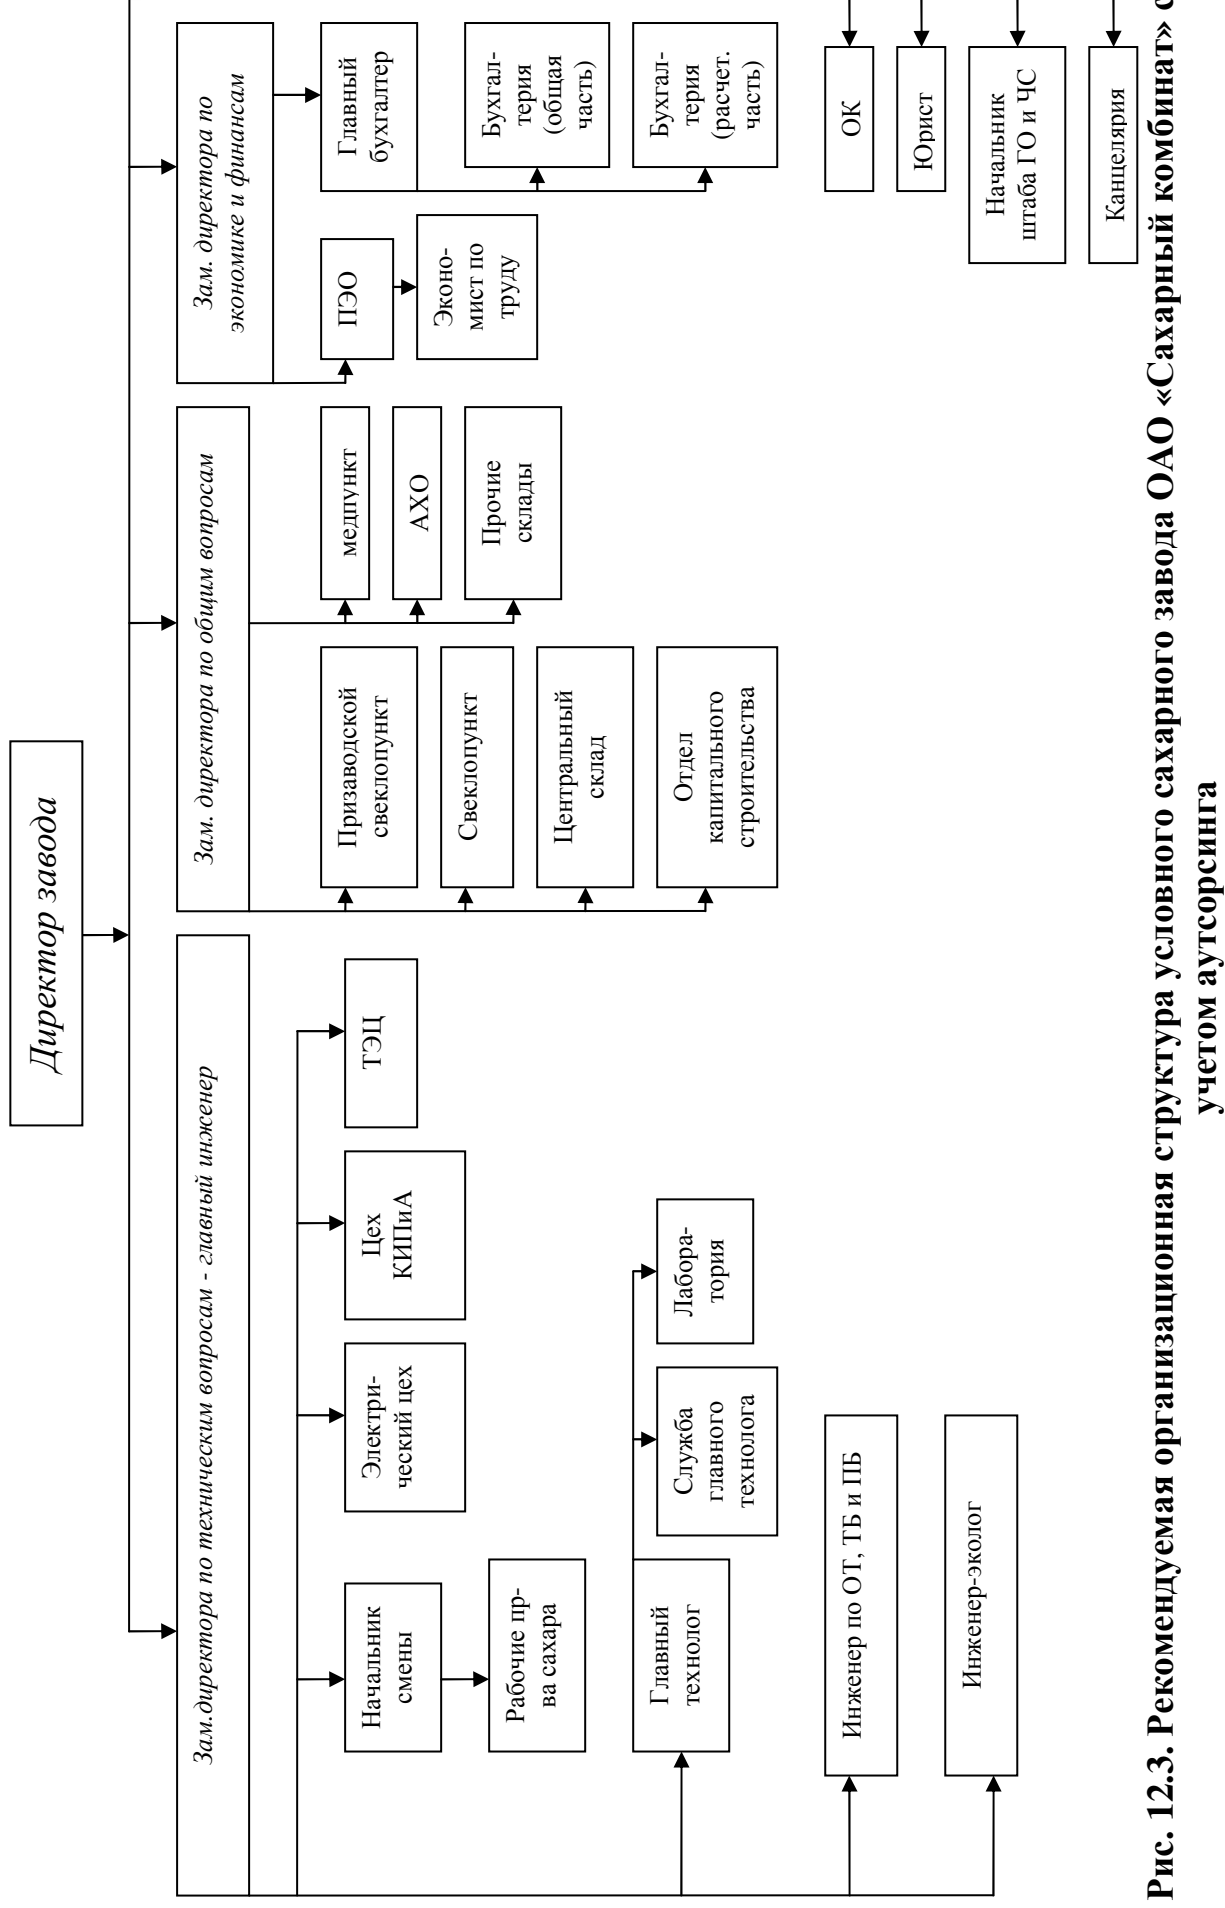 Директор завода
Зам.директора по техническим вопросам - главный инженер
Зам. директора по общим вопросам
Зам. директора по
экономике и финансам
Начальник
смены
Электри-
ческий цех
Цех
КИПиА
ТЭЦ
Рабочие пр-
ва сахара
Главный
технолог
Служба
главного
технолога
Лабора-
тория
Инженер по ОТ, ТБ и ПБ
Инженер-эколог
Призаводской
свеклопункт
Свеклопункт
Центральный
склад
Отдел
капитального
строительства
медпункт
АХО
Прочие
склады
ПЭО
Эконо-
мист по
труду
Главный
бухгалтер
Бухгал-
терия
(общая
часть)
Бухгал-
терия
(расчет.
часть)
ОК
Юрист
Начальник
штаба ГО и ЧС
Канцелярия
Рис. 12.3. Рекомендуемая организационная структура условного сахарного завода ОАО «Сахарный комбинат» с
учетом аутсорсинга